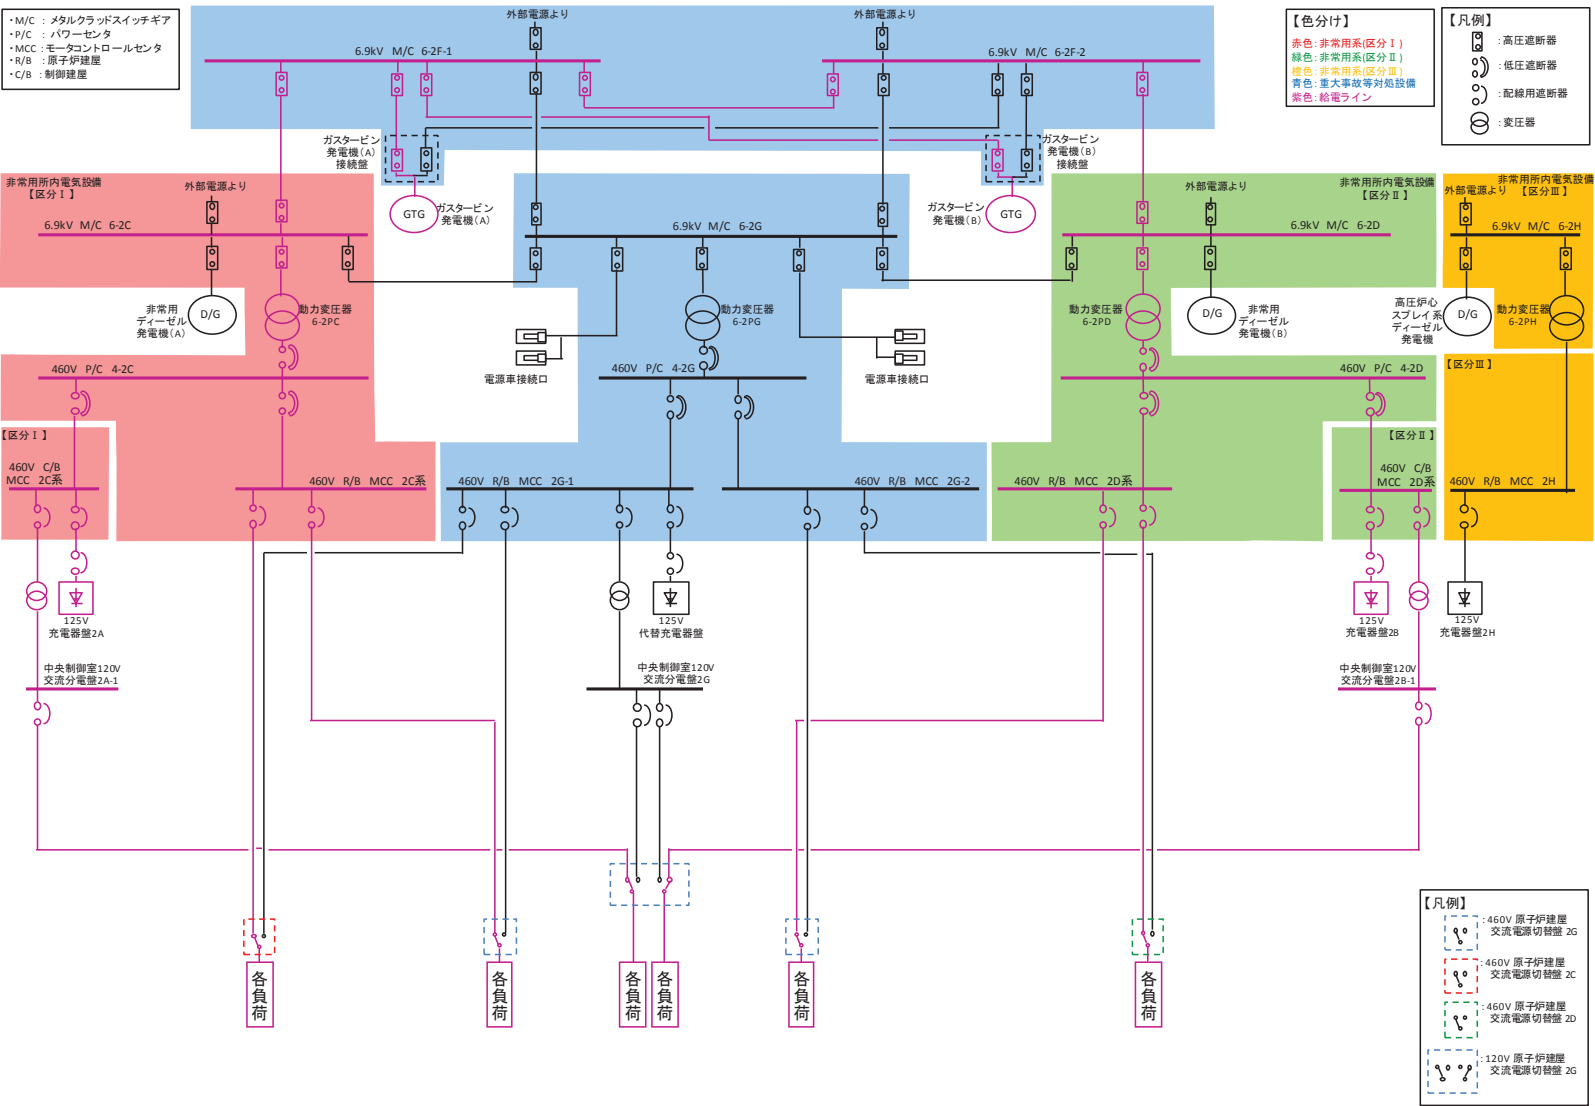 ・M/C : メタルクラッドスイッチギア
・P/C : パワーセンタ
・MCC : モータコントロールセンタ
・R/B : 原子炉建屋
・C/B : 制御建屋
外部電源より
外部電源より
6.9kV M/C 6-2F-1
6.9kV M/C 6-2F-2
【色分け】
赤色: 非常用系(区分Ⅰ)
緑色: 非常用系(区分Ⅱ)
橙色: 非常用系(区分Ⅲ)
青色: 重大事故等対処設備
紫色: 給電ライン
【凡例】
: 高圧遮断器
: 低圧遮断器
: 配線用遮断器
: 変圧器
ガスタービン
発電機(A)
接続盤
ガスタービン
発電機(B)
接続盤
GTG
ガスタービン
発電機(A)
ガスタービン
発電機(B)
GTG
非常用所内電気設備
【区分Ⅰ】
外部電源より
6.9kV M/C 6-2C
6.9kV M/C 6-2G
外部電源より
非常用所内電気設備
【区分Ⅱ】
6.9kV M/C 6-2D
非常用所内電気設備
【区分Ⅲ】
外部電源より
6.9kV M/C 6-2H
非常用
ディーゼル
発電機(A)
D/G
動力変圧器
6-2PC
動力変圧器
6-2PG
動力変圧器
6-2PD
D/G
非常用
ディーゼル
発電機(B)
高圧炉心
スプレイ系
ディーゼル
発電機
D/G
動力変圧器
6-2PH
電源車接続口
電源車接続口
460V P/C 4-2C
460V P/C 4-2G
460V P/C 4-2D
【区分Ⅲ】
【区分Ⅰ】
【区分Ⅱ】
460V C/B
MCC 2C系
460V R/B MCC 2C系
460V R/B MCC 2G-1
460V R/B MCC 2G-2
460V R/B MCC 2D系
460V C/B
MCC 2D系
460V R/B MCC 2H
125V
充電器盤2A
125V
代替充電器盤
125V
充電器盤2B
125V
充電器盤2H
中央制御室120V
交流分電盤2A-1
中央制御室120V
交流分電盤2G
中央制御室120V
交流分電盤2B-1
各負荷
各負荷
各負荷
各負荷
各負荷
各負荷
【凡例】
: 460V 原子炉建屋
交流電源切替盤 2G
: 460V 原子炉建屋
交流電源切替盤 2C
: 460V 原子炉建屋
交流電源切替盤 2D
: 120V 原子炉建屋
交流電源切替盤 2G